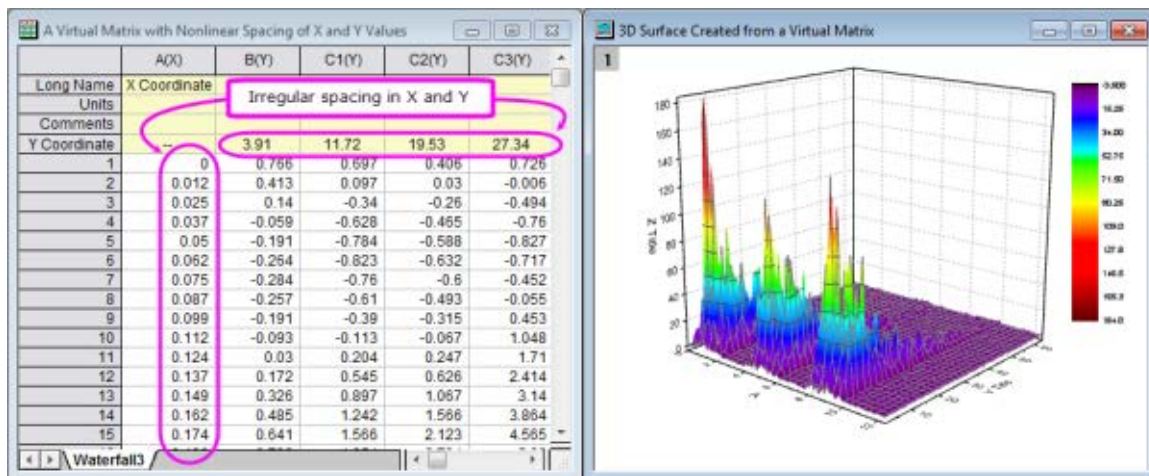 A Virtual Matrix with Nonlinear Spacing of X and Y Values
A(X) B(Y) C1(Y) C2(Y) C3(Y)
Long Name X Coordinate
Units
Comments
Irregular spacing in X and Y
Y Coordinate -- 3.91 11.72 19.53 27.34
1 0 0.766 0.697 0.406 0.726
2 0.012 0.413 0.097 0.03 -0.006
3 0.025 0.14 -0.34 -0.26 -0.494
4 0.037 -0.059 -0.628 -0.465 -0.76
5 0.05 -0.191 -0.784 -0.588 -0.827
6 0.062 -0.264 -0.823 -0.632 -0.717
7 0.075 -0.284 -0.76 -0.6 -0.452
8 0.087 -0.257 -0.61 -0.493 -0.055
9 0.099 -0.191 -0.39 -0.315 0.453
10 0.112 -0.093 -0.113 -0.067 1.048
11 0.124 0.03 0.204 0.247 1.71
12 0.137 0.172 0.545 0.626 2.414
13 0.149 0.326 0.897 1.067 3.14
14 0.162 0.485 1.242 1.566 3.864
15 0.174 0.641 1.566 2.123 4.565
Waterfall3
3D Surface Created from a Virtual Matrix
1
180
160
140
120
100
80
60
40
20
0
Z Title
A